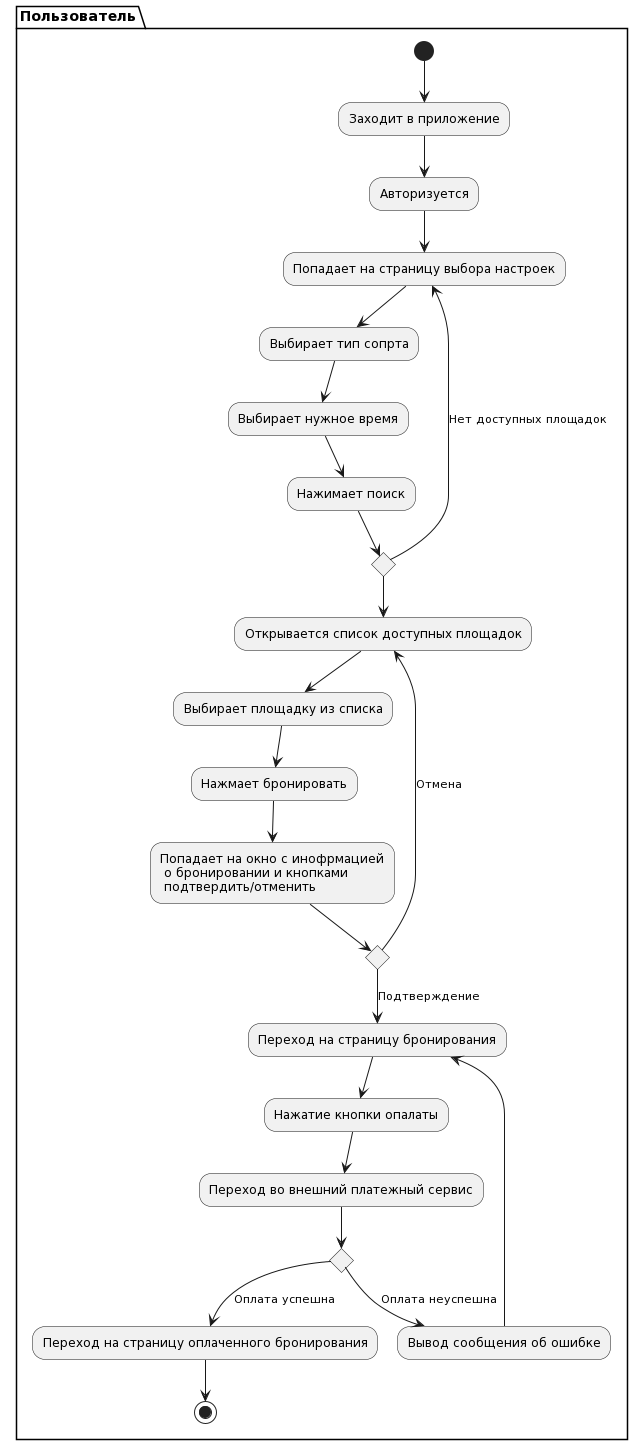 Пользователь
Заходит в приложение
Авторизуется
Попадает на страницу выбора настроек
Выбирает тип сопрта
Выбирает нужное время
Нет доступных площадок
Нажимает поиск
Открывается список доступных площадок
Выбирает площадку из списка
Нажмает бронировать
Отмена
Попадает на окно с инофрмацией
о бронировании и кнопками
подтвердить/отменить
Подтверждение
Переход на страницу бронирования
Нажатие кнопки опалаты
Переход во внешний платежный сервис
Оплата успешна
Оплата неуспешна
Переход на страницу оплаченного бронирования
Вывод сообщения об ошибке